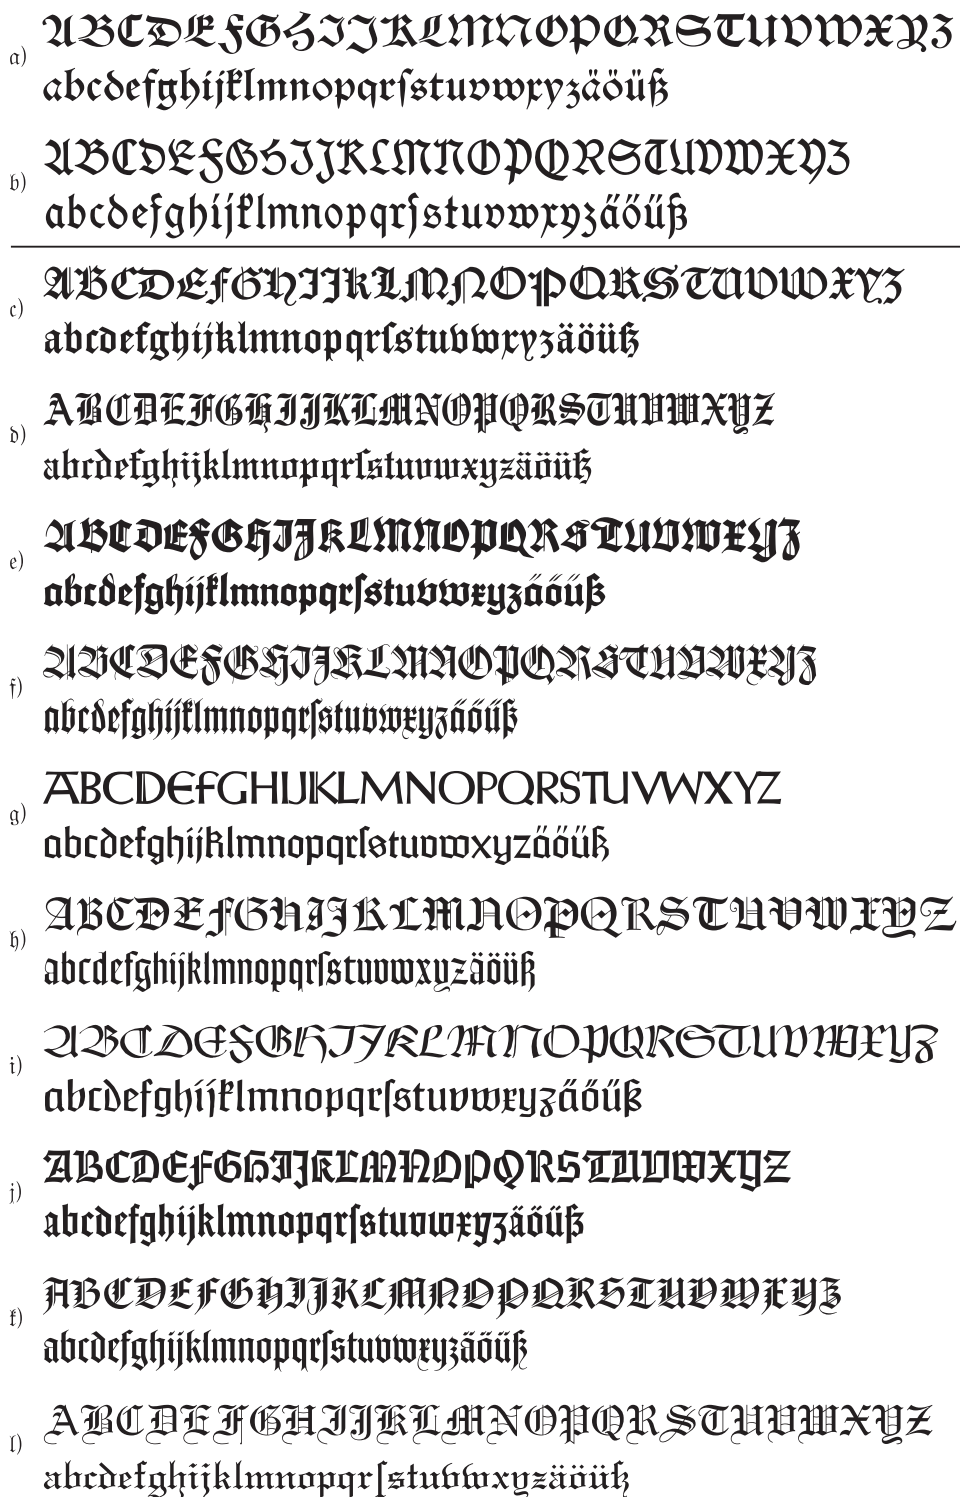 a) ABCDEFGHIJKLMNOPQRSTUVWXYZ
abcdefghijklmnopqrſstuvwxyzäöüß
b) ABCDEFGHIJKLMNOPQRSTUVWXYZ
abcdefghijklmnopqrſstuvwxyzäöüß
c) ABCDEFGHIJKLMNOPQRSTUVWXYZ
abcdefghijklmnopqrſstuvwxyzäöüß
d) ABCDEFGHIJKLMNOPQRSTUVWXYZ
abcdefghijklmnopqrſstuvwxyzäöüß
e) ABCDEFGHIJKLMNOPQRSTUVWXYZ
abcdefghijklmnopqrſstuvwxyzäöüß
f) ABCDEFGHIJKLMNOPQRSTUVWXYZ
abcdefghijklmnopqrſstuvwxyzäöüß
g) ABCDEFGHIJKLMNOPQRSTUVWXYZ
abcdefghijklmnopqrſstuvwxyzäöüß
h) ABCDEFGHIJKLMNOPQRSTUVWXYZ
abcdefghijklmnopqrſstuvwxyzäöüß
i) ABCDEFGHIJKLMNOPQRSTUVWXYZ
abcdefghijklmnopqrſstuvwxyzäöüß
j) ABCDEFGHIJKLMNOPQRSTUVWXYZ
abcdefghijklmnopqrſstuvwxyzäöüß
k) ABCDEFGHIJKLMNOPQRSTUVWXYZ
abcdefghijklmnopqrſstuvwxyzäöüß
l) ABCDEFGHIJKLMNOPQRSTUVWXYZ
abcdefghijklmnopqrſstuvwxyzäöüß